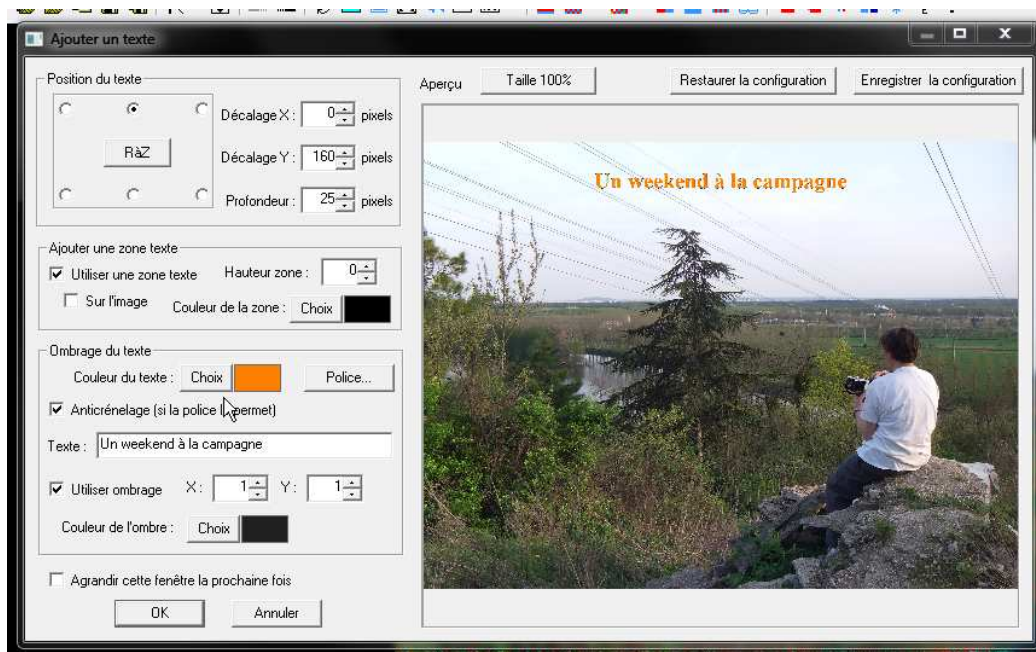 Ajouter un texte
Position du texte
RàZ
Décalage X : 0 pixels
Décalage Y : 160 pixels
Profondeur : 25 pixels
Ajouter une zone texte
Utiliser une zone texte Hauteur zone : 0
Sur l'image Couleur de la zone : Choix
Ombrage du texte
Couleur du texte : Choix Police...
Anticrénelage (si la police permet)
Texte : Un weekend à la campagne
Utiliser ombrage X : 1 Y : 1
Couleur de l'ombre : Choix
Agrandir cette fenêtre la prochaine fois
OK Annuler
Aperçu Taille 100% Restaurer la configuration Enregistrer la configuration
Un weekend à la campagne